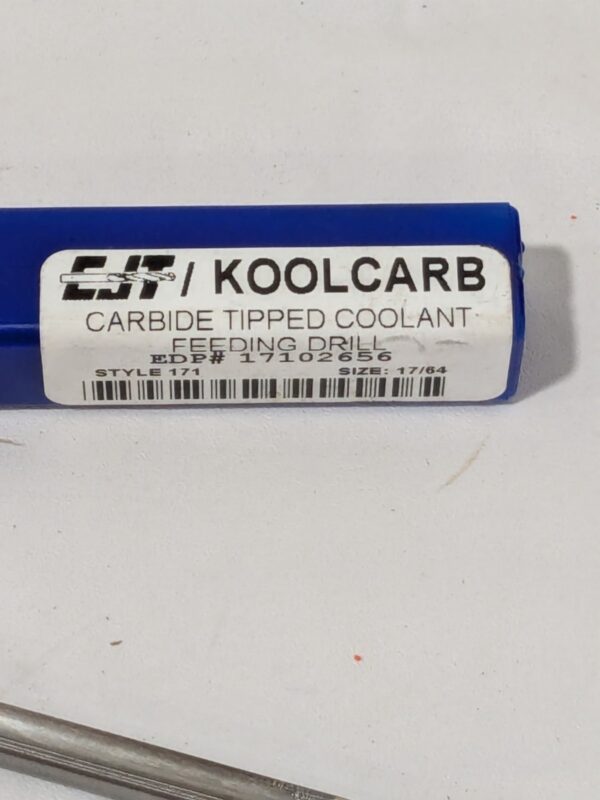 CJT / KOOLCARB
CARBIDE TIPPED COOLANT
FEEDING DRILL
EDP# 17102656
STYLE 171 SIZE: 17/64